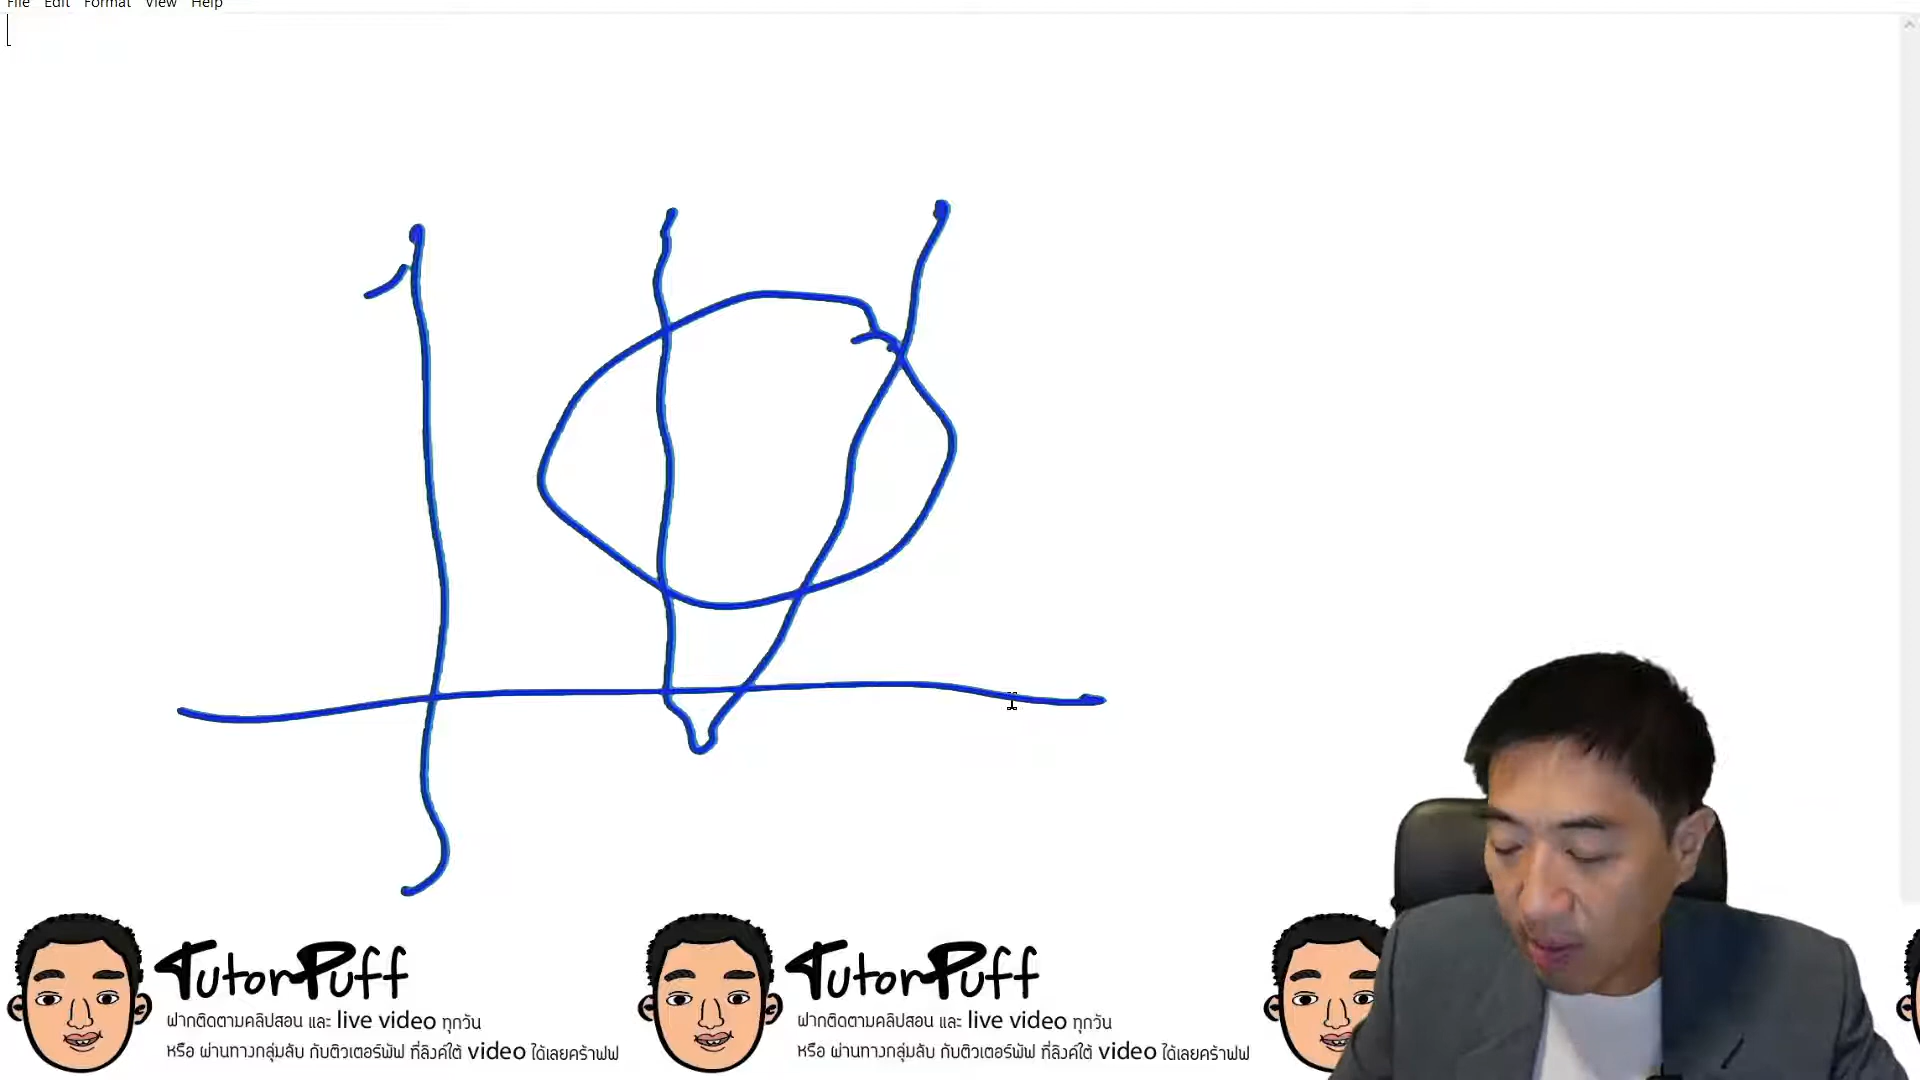 File Edit Format View Help
TutorPuff
ฝากติดตามคลิปสอน และ live video ทุกวัน
หรือ ผ่านทางกลุ่มลับ กับติวเตอร์พัฟ ที่ลิงค์ใต้ video ได้เลยคร้าฟฟ
TutorPuff
ฝากติดตามคลิปสอน และ live video ทุกวัน
หรือ ผ่านทางกลุ่มลับ กับติวเตอร์พัฟ ที่ลิงค์ใต้ video ได้เลยคร้าฟฟ